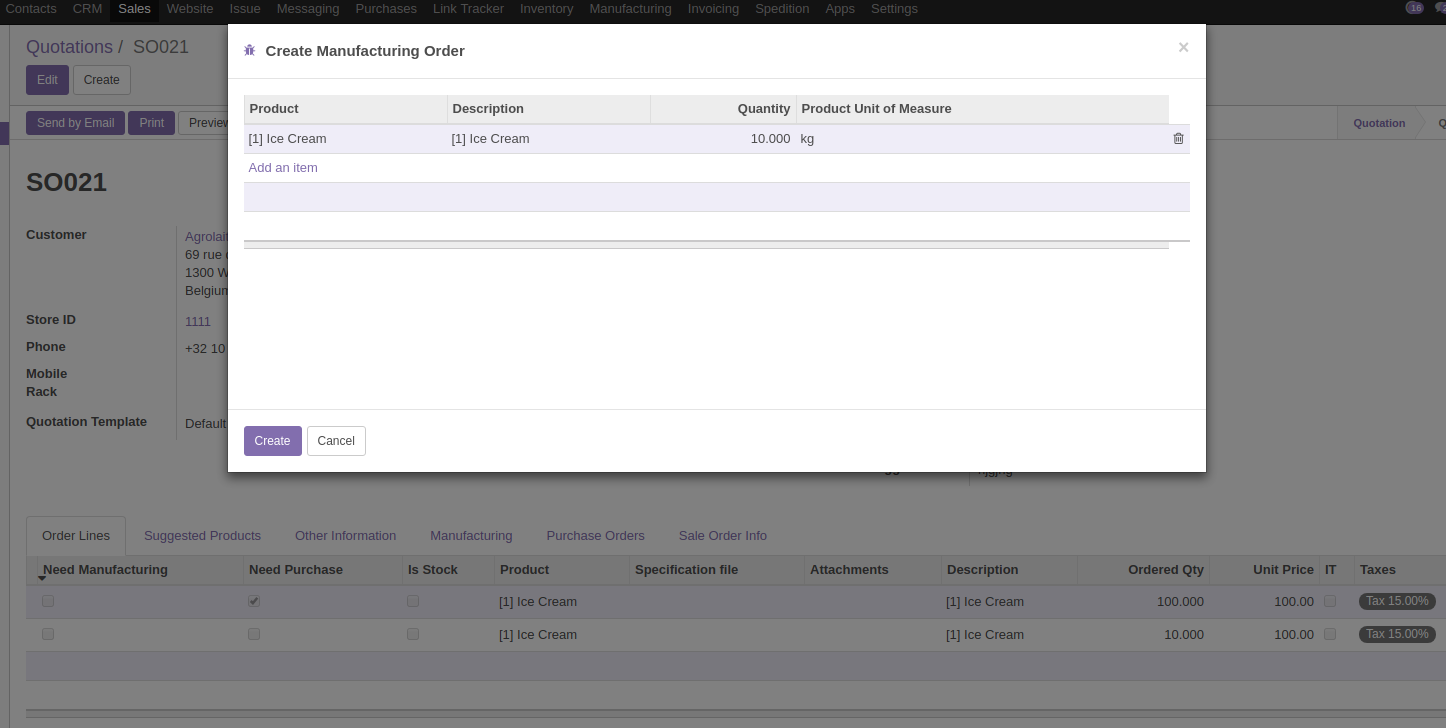 Contacts CRM Sales Website Issue Messaging Purchases Link Tracker Inventory Manufacturing Invoicing Spedition Apps Settings 16
Quotations / SO021
Edit Create
Send by Email Print Preview
Quotation
SO021
Customer
Agrolait
69 rue
1300 W
Belgium
Store ID 1111
Phone +32 10
Mobile
Rack
Quotation Template Default
Create Manufacturing Order ×
Product Description Quantity Product Unit of Measure
[1] Ice Cream [1] Ice Cream 10.000 kg
Add an item
Create Cancel
Order Lines Suggested Products Other Information Manufacturing Purchase Orders Sale Order Info
Need Manufacturing Need Purchase Is Stock Product Specification file Attachments Description Ordered Qty Unit Price IT Taxes
[1] Ice Cream [1] Ice Cream 100.000 100.00 Tax 15.00%
[1] Ice Cream [1] Ice Cream 10.000 100.00 Tax 15.00%